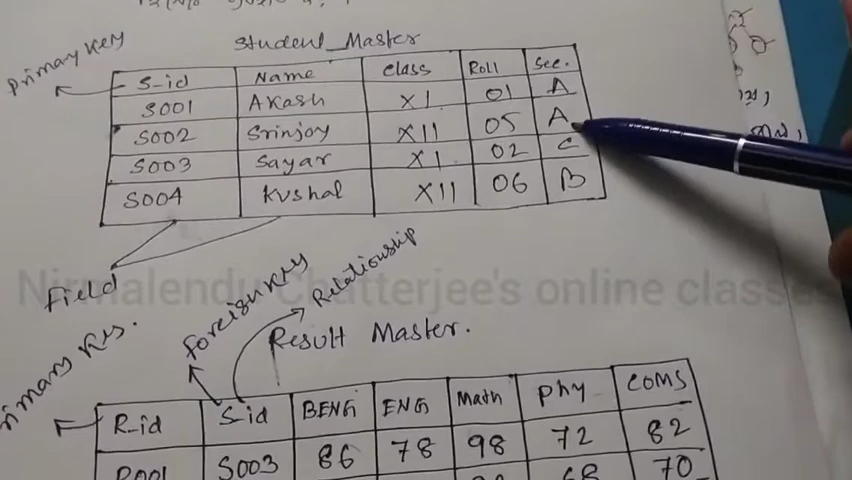 Student_Master
Primary Key
S_id Name Class Roll Sec.
S001 Akash XI 01 A
S002 Srinjoy XII 05 A
S003 Sayar XI 02 C
S004 Kushal XII 06 B
Field
Nirmalendu Chatterjee's online classes
Foreign Key
Relationship
Result Master.
R_id S_id BENG ENG Math Phy COMS
R001 S003 86 78 98 72 82
68 70